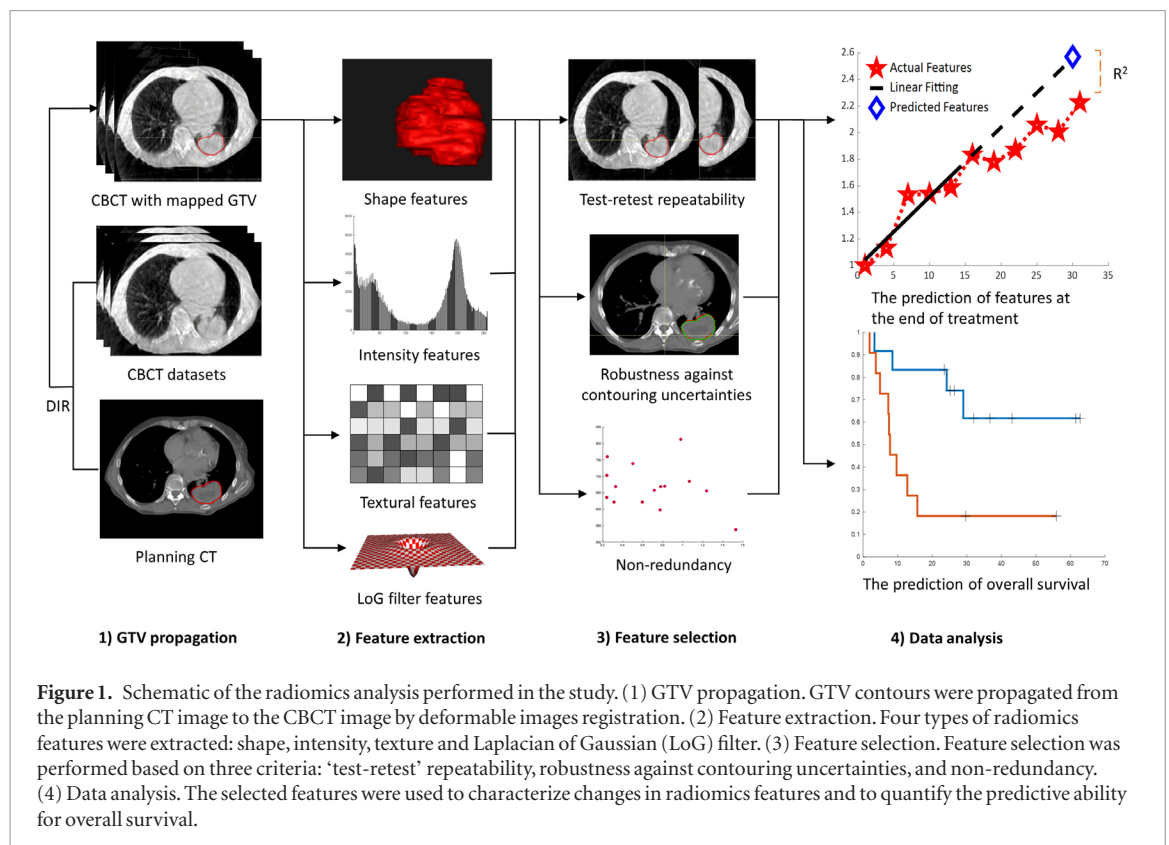 CBCT with mapped GTV
CBCT datasets
DIR
Planning CT
1) GTV propagation
Shape features
Intensity features
Textural features
LoG filter features
2) Feature extraction
Test-retest repeatability
Robustness against
contouring uncertainties
Non-redundancy
3) Feature selection
2.6
2.4
2.2
2
1.8
1.6
1.4
1.2
1
0
5
10
15
20
25
30
35
Actual Features
Linear Fitting
Predicted Features
R²
The prediction of features at
the end of treatment
1
0.9
0.8
0.7
0.6
0.5
0.4
0.3
0.2
0.1
0
0
10
20
30
40
50
60
70
The prediction of overall survival
4) Data analysis
Figure 1. Schematic of the radiomics analysis performed in the study. (1) GTV propagation. GTV contours were propagated from
the planning CT image to the CBCT image by deformable images registration. (2) Feature extraction. Four types of radiomics
features were extracted: shape, intensity, texture and Laplacian of Gaussian (LoG) filter. (3) Feature selection. Feature selection was
performed based on three criteria: ‘test-retest’ repeatability, robustness against contouring uncertainties, and non-redundancy.
(4) Data analysis. The selected features were used to characterize changes in radiomics features and to quantify the predictive ability
for overall survival.